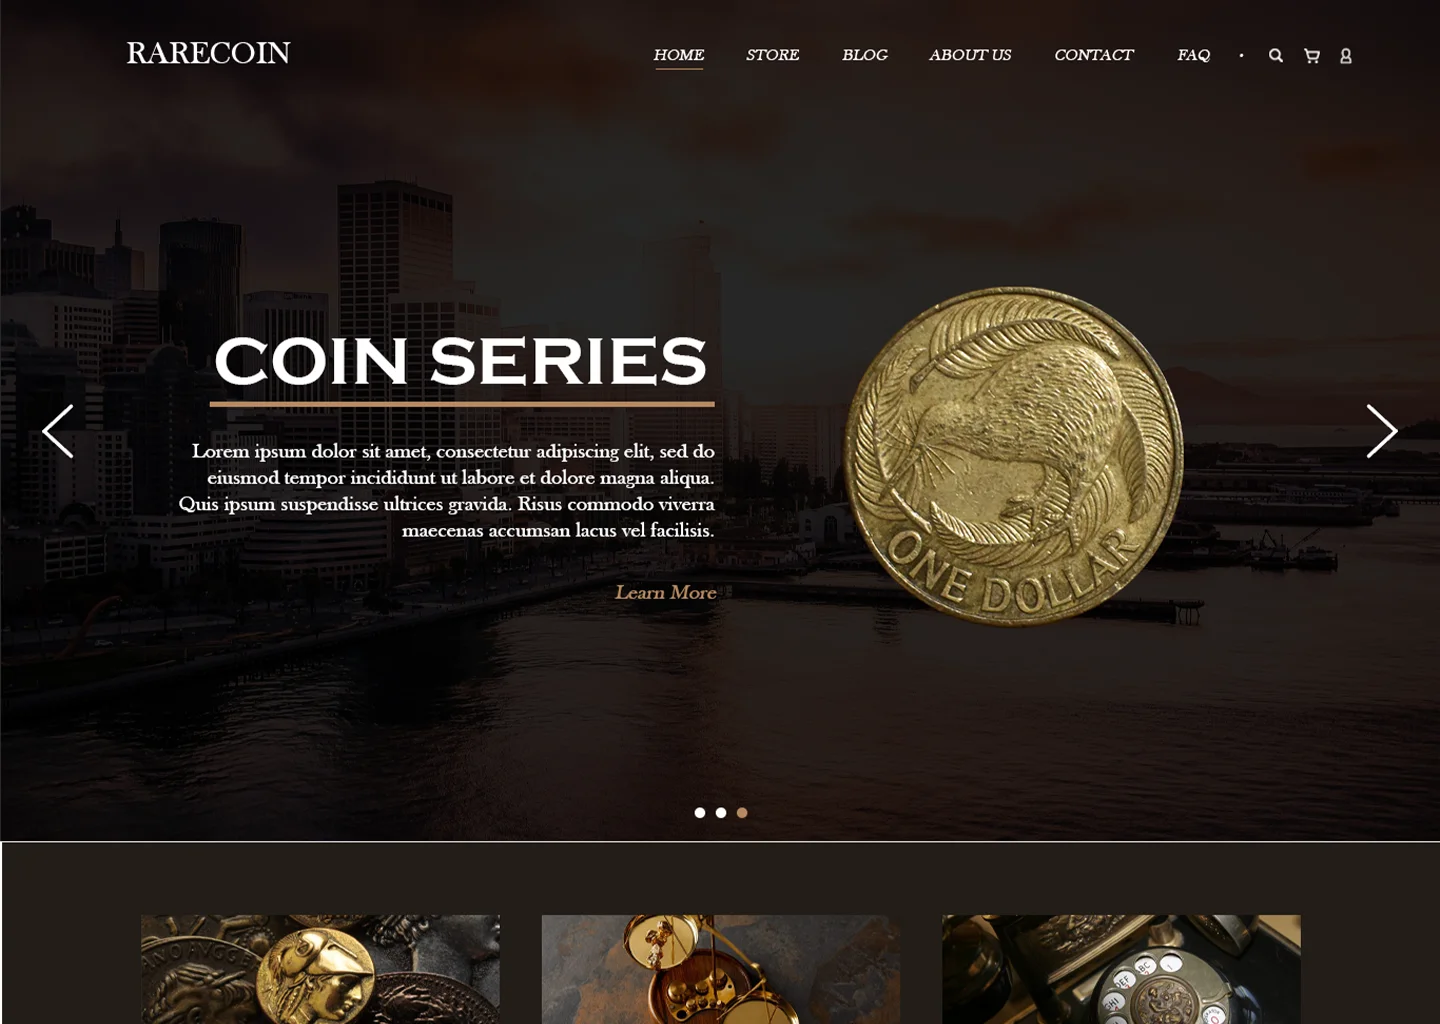 RARECOIN
HOME STORE BLOG ABOUT US CONTACT FAQ
COIN SERIES
Lorem ipsum dolor sit amet, consectetur adipiscing elit, sed do
eiusmod tempor incididunt ut labore et dolore magna aliqua.
Quis ipsum suspendisse ultrices gravida. Risus commodo viverra
maecenas accumsan lacus vel facilisis.
Learn More
ONE DOLLAR